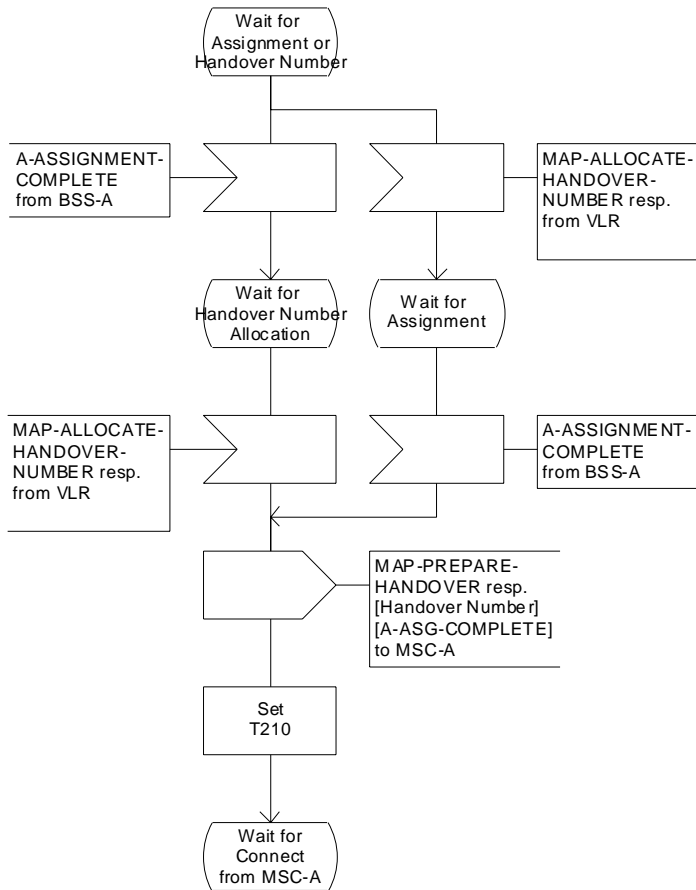 Wait for
Assignment or
Handover Number
A-ASSIGNMENT-
COMPLETE
from BSS-A
MAP-ALLOCATE-
HANDOVER-
NUMBER resp.
from VLR
Wait for
Handover Number
Allocation
Wait for
Assignment
MAP-ALLOCATE-
HANDOVER-
NUMBER resp.
from VLR
A-ASSIGNMENT-
COMPLETE
from BSS-A
MAP-PREPARE-
HANDOVER resp.
[Handover Number]
[A-ASG-COMPLETE]
to MSC-A
Set
T210
Wait for
Connect
from MSC-A